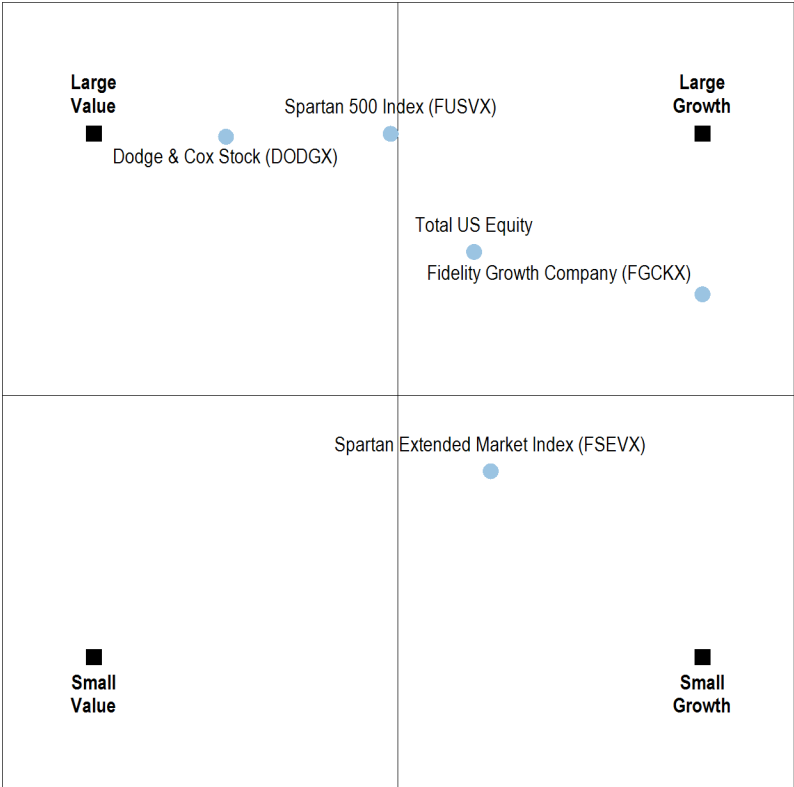 Large
Value
Large
Growth
Spartan 500 Index (FUSVX)
Dodge & Cox Stock (DODGX)
Total US Equity
Fidelity Growth Company (FGCKX)
Spartan Extended Market Index (FSEVX)
Small
Value
Small
Growth